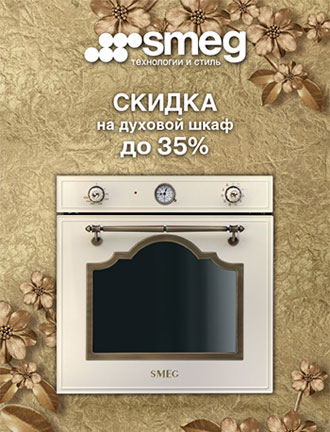 smeg
технологии и стиль
СКИДКА
на духовой шкаф
до 35%
SMEG